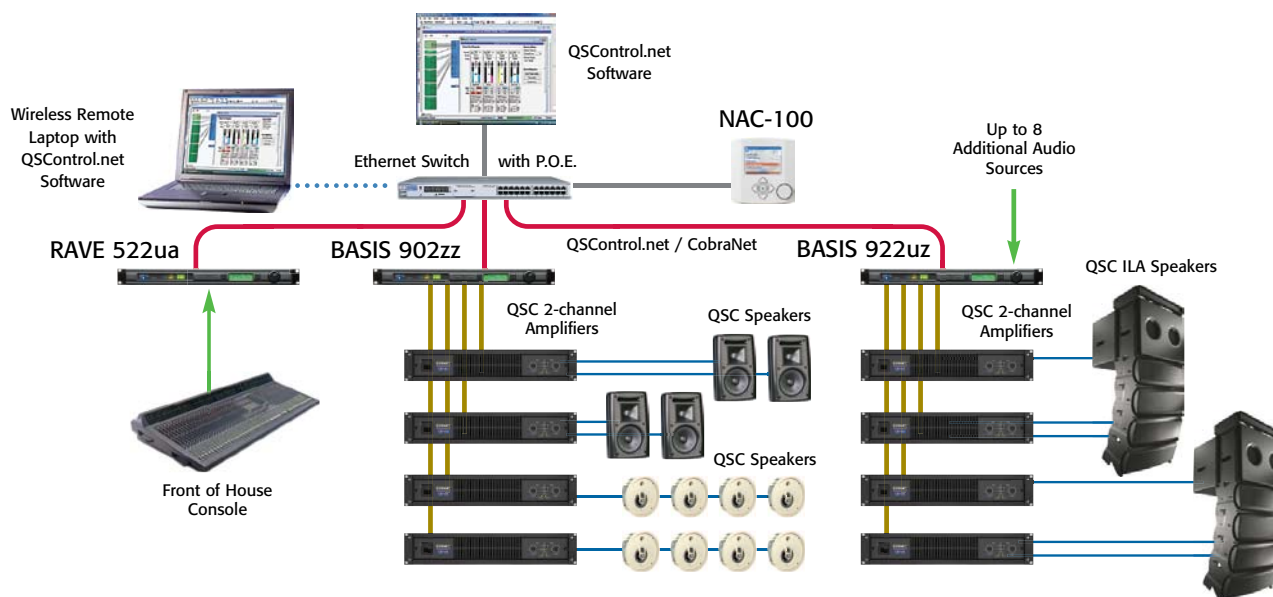 QSControl.net
Software
Wireless Remote
Laptop with
QSControl.net
Software
NAC-100
Up to 8
Additional Audio
Sources
Ethernet Switch
with P.O.E.
RAVE 522ua
BASIS 902zz
QSControl.net / CobraNet
BASIS 922uz
QSC ILA Speakers
QSC 2-channel
Amplifiers
QSC Speakers
QSC 2-channel
Amplifiers
QSC Speakers
Front of House
Console